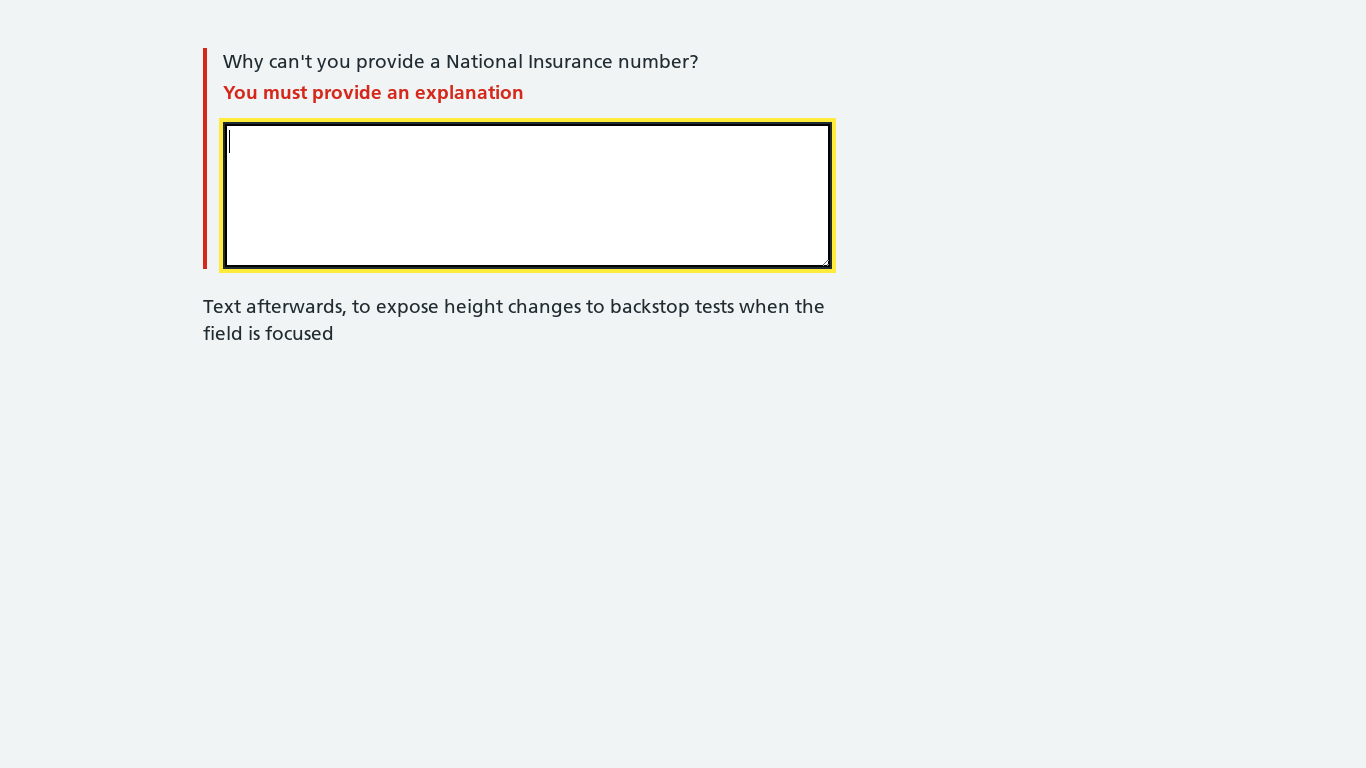 Why can't you provide a National Insurance number?
You must provide an explanation
Text afterwards, to expose height changes to backstop tests when the
field is focused